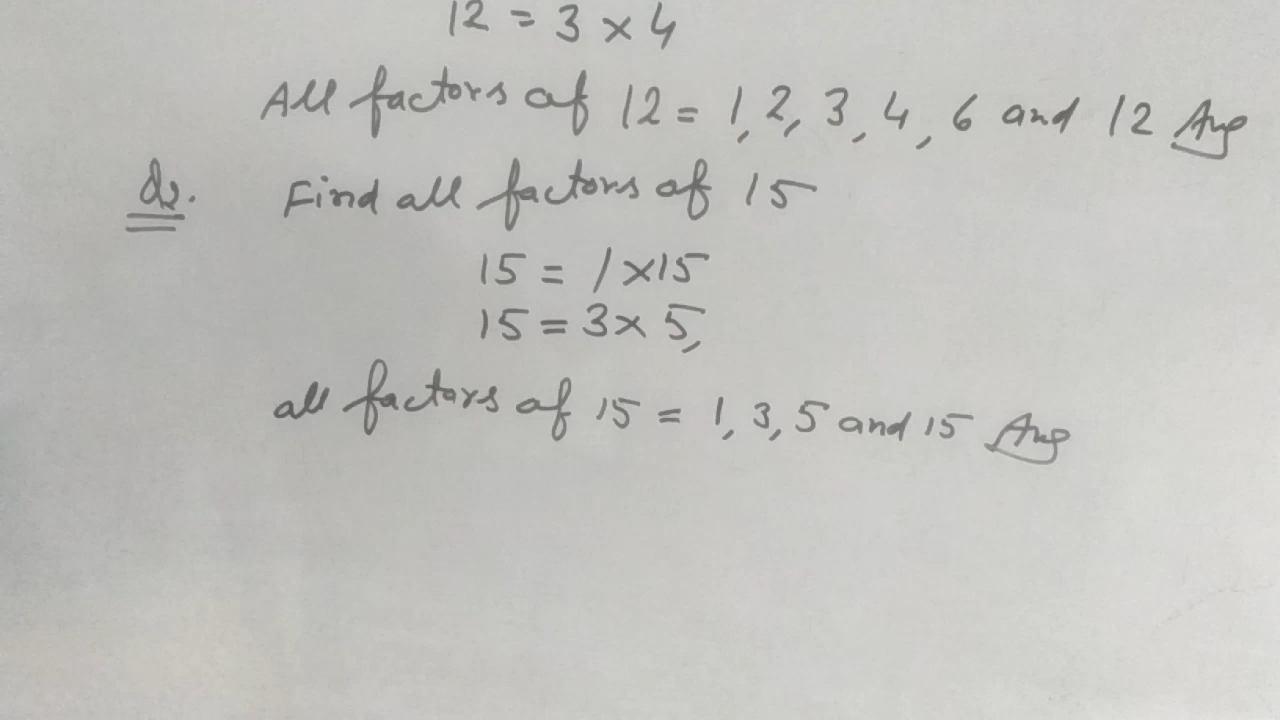 12 = 3 × 4
All factors of 12 = 1, 2, 3, 4, 6 and 12 Ans
Q2. Find all factors of 15
15 = 1 × 15
15 = 3 × 5,
all factors of 15 = 1, 3, 5 and 15 Ans